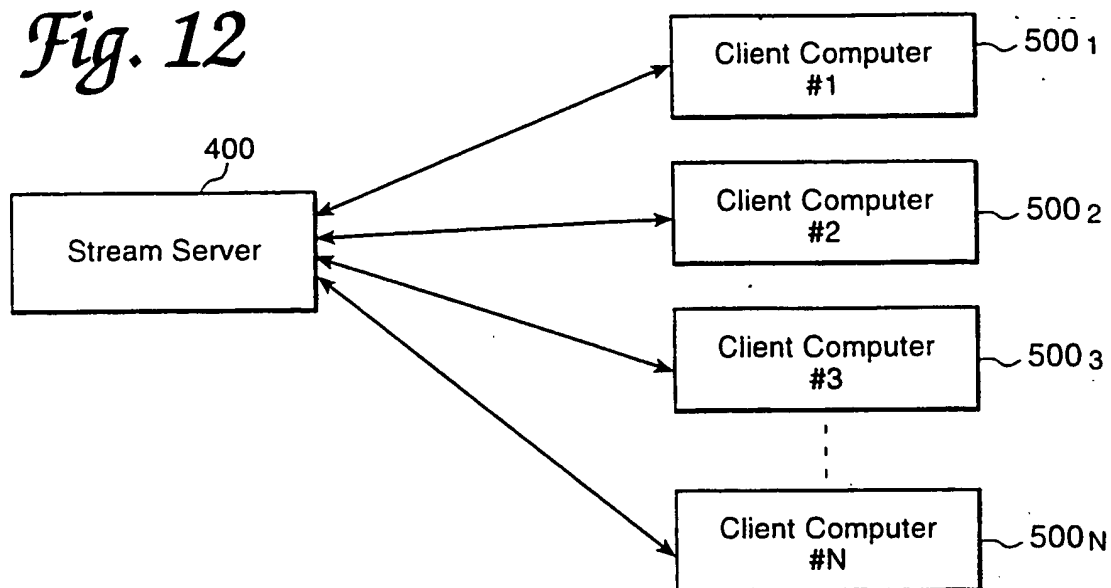 Fig. 12
400
Stream Server
Client Computer
#1
500 1
Client Computer
#2
500 2
Client Computer
#3
500 3
Client Computer
#N
500 N